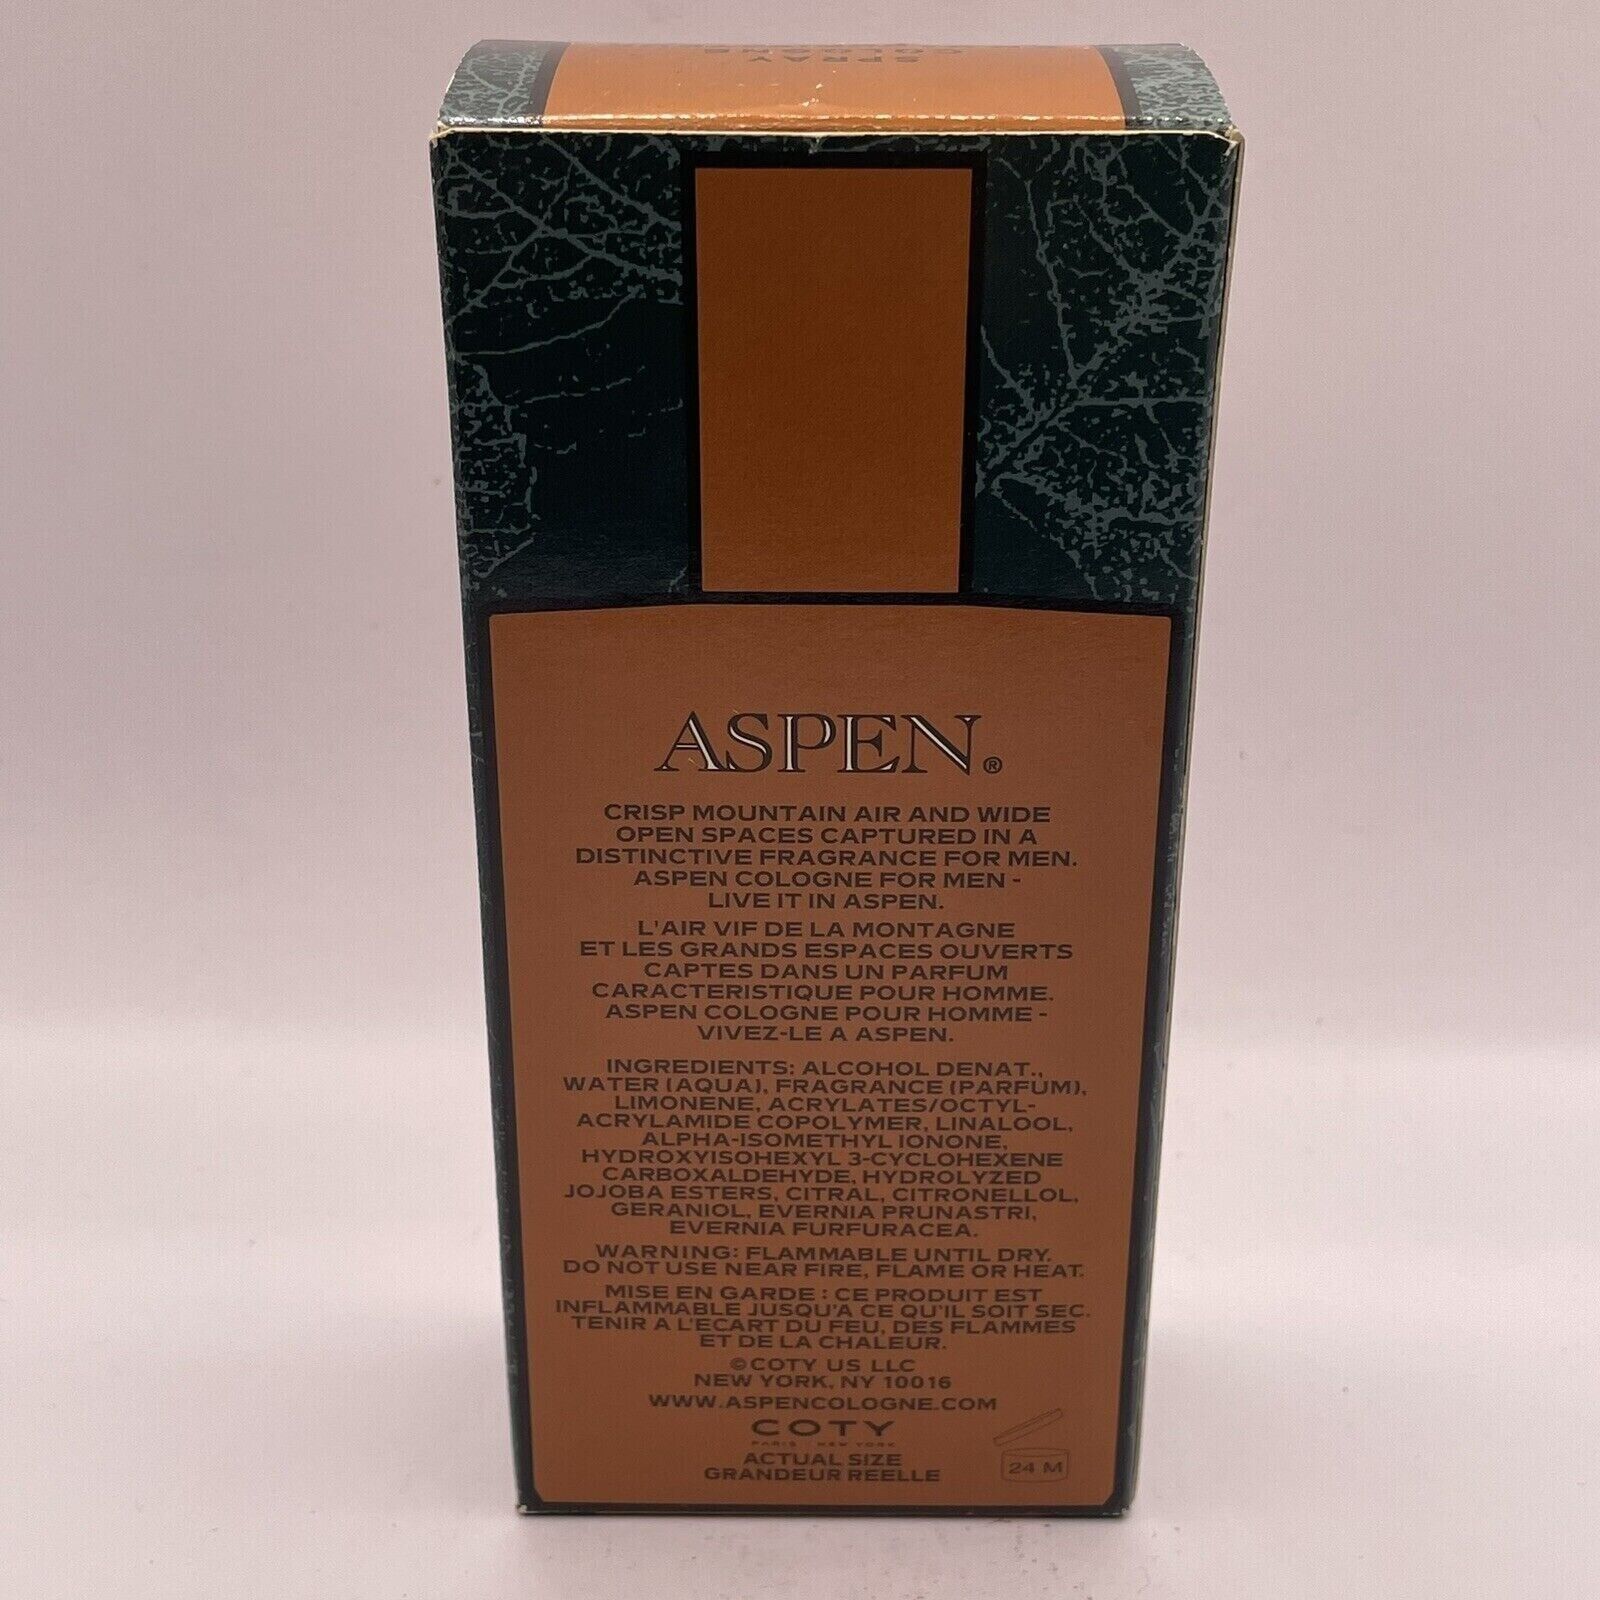 SPRAY
COLOGNE
ASPEN®
CRISP MOUNTAIN AIR AND WIDE
OPEN SPACES CAPTURED IN A
DISTINCTIVE FRAGRANCE FOR MEN.
ASPEN COLOGNE FOR MEN -
LIVE IT IN ASPEN.
L'AIR VIF DE LA MONTAGNE
ET LES GRANDS ESPACES OUVERTS
CAPTES DANS UN PARFUM
CARACTERISTIQUE POUR HOMME.
ASPEN COLOGNE POUR HOMME -
VIVEZ-LE A ASPEN.
INGREDIENTS: ALCOHOL DENAT.,
WATER (AQUA), FRAGRANCE (PARFUM),
LIMONENE, ACRYLATES/OCTYL-
ACRYLAMIDE COPOLYMER, LINALOOL,
ALPHA-ISOMETHYL IONONE,
HYDROXYISOHEXYL 3-CYCLOHEXENE
CARBOXALDEHYDE, HYDROLYZED
JOJOBA ESTERS, CITRAL, CITRONELLOL,
GERANIOL, EVERNIA PRUNASTRI,
EVERNIA FURFURACEA.
WARNING: FLAMMABLE UNTIL DRY.
DO NOT USE NEAR FIRE, FLAME OR HEAT.
MISE EN GARDE : CE PRODUIT EST
INFLAMMABLE JUSQU'A CE QU'IL SOIT SEC.
TENIR A L'ECART DU FEU, DES FLAMMES
ET DE LA CHALEUR.
©COTY US LLC
NEW YORK, NY 10016
WWW.ASPENCOLOGNE.COM
COTY
PARIS NEW YORK
ACTUAL SIZE
GRANDEUR REELLE
24 M